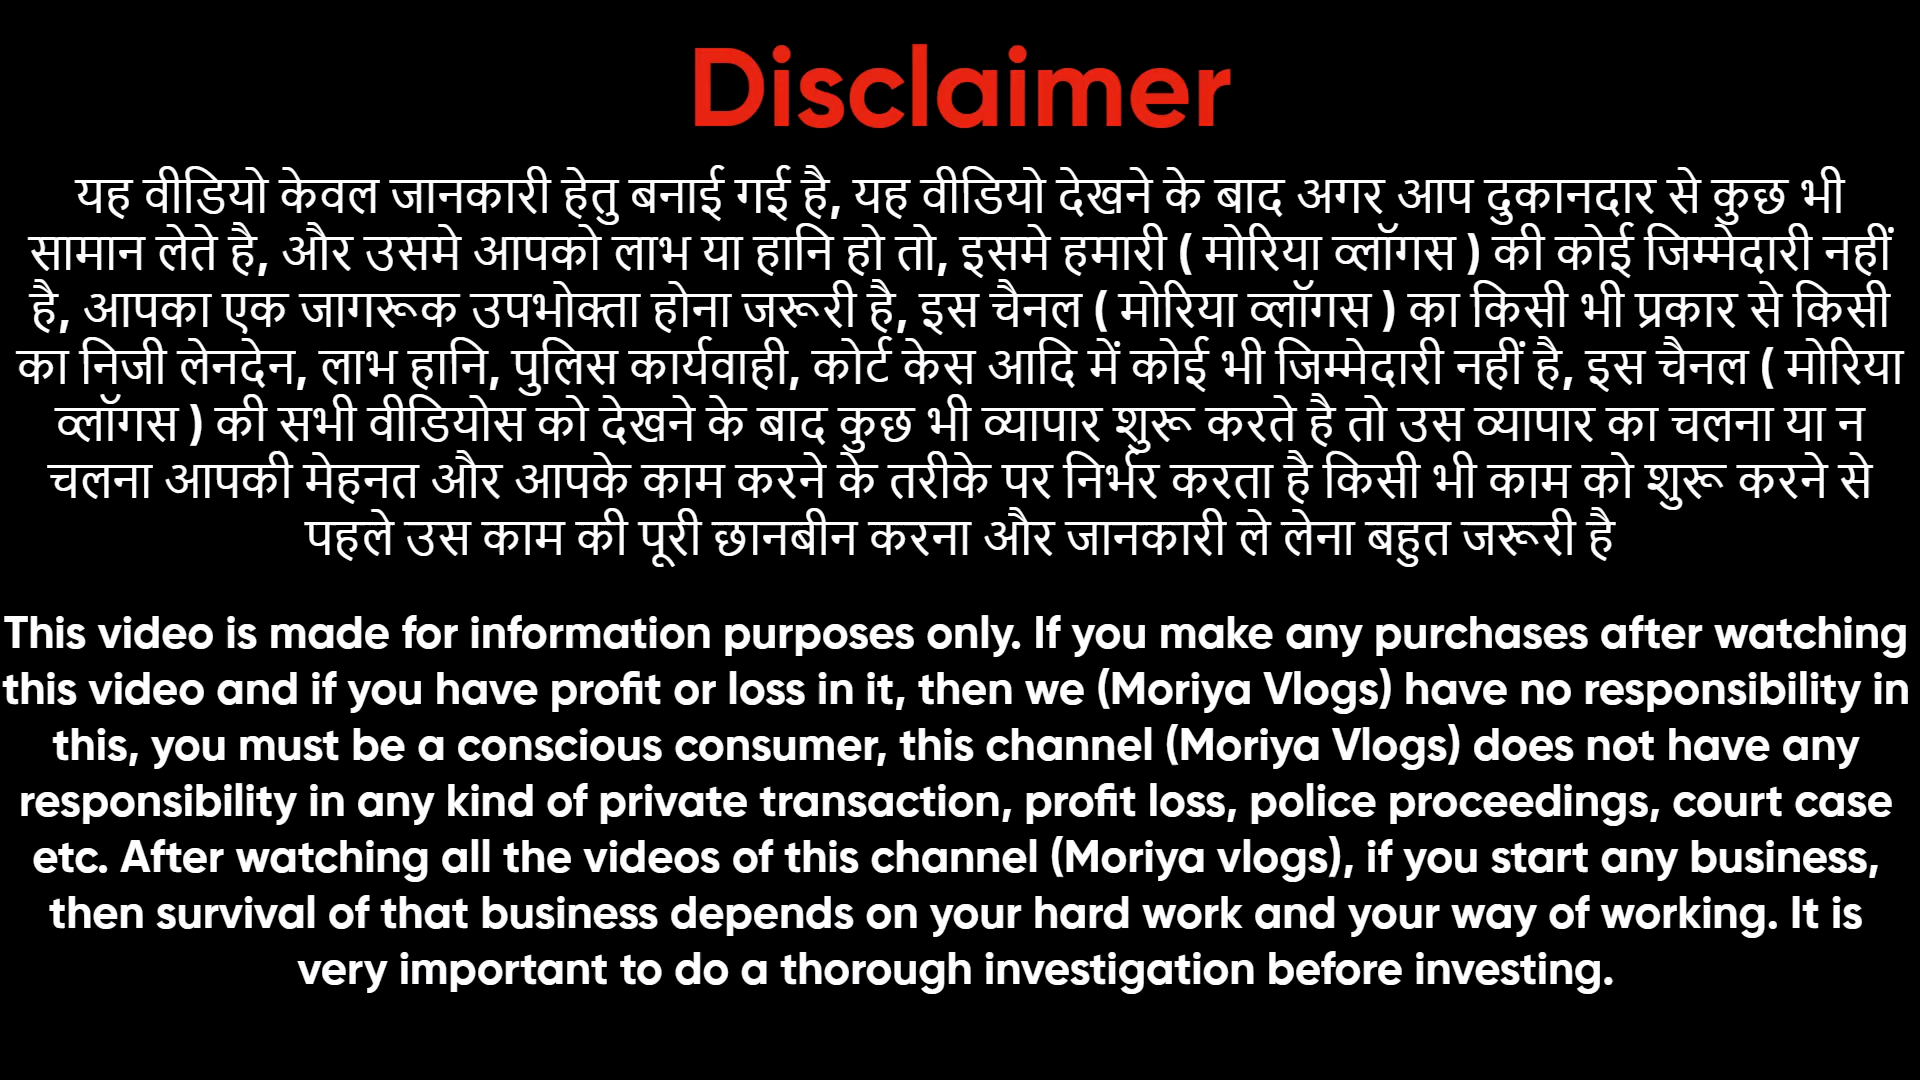 Disclaimer
यह वीडियो केवल जानकारी हेतु बनाई गई है, यह वीडियो देखने के बाद अगर आप दुकानदार से कुछ भी
सामान लेते है, और उसमे आपको लाभ या हानि हो तो, इसमे हमारी ( मोरिया व्लॉगस ) की कोई जिम्मेदारी नहीं
है, आपका एक जागरूक उपभोक्ता होना जरूरी है, इस चैनल ( मोरिया व्लॉगस ) का किसी भी प्रकार से किसी
का निजी लेनदेन, लाभ हानि, पुलिस कार्यवाही, कोर्ट केस आदि में कोई भी जिम्मेदारी नहीं है, इस चैनल ( मोरिया
व्लॉगस ) की सभी वीडियोस को देखने के बाद कुछ भी व्यापार शुरू करते है तो उस व्यापार का चलना या न
चलना आपकी मेहनत और आपके काम करने के तरीके पर निर्भर करता है किसी भी काम को शुरू करने से
पहले उस काम की पूरी छानबीन करना और जानकारी ले लेना बहुत जरूरी है
This video is made for information purposes only. If you make any purchases after watching
this video and if you have profit or loss in it, then we (Moriya Vlogs) have no responsibility in
this, you must be a conscious consumer, this channel (Moriya Vlogs) does not have any
responsibility in any kind of private transaction, profit loss, police proceedings, court case
etc. After watching all the videos of this channel (Moriya vlogs), if you start any business,
then survival of that business depends on your hard work and your way of working. It is
very important to do a thorough investigation before investing.